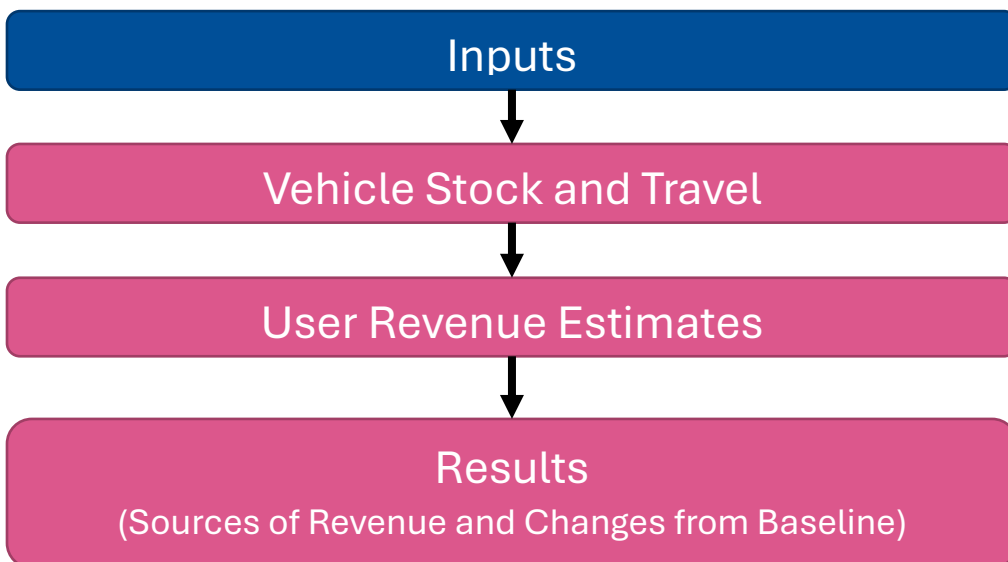 Inputs
Vehicle Stock and Travel
User Revenue Estimates
Results
(Sources of Revenue and Changes from Baseline)